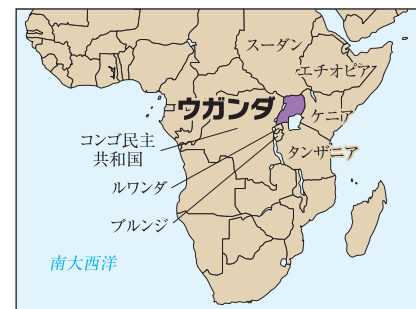 スーダン
エチオピア
ウガンダ
ケニア
コンゴ民主
共和国
タンザニア
ルワンダ
ブルンジ
南大西洋